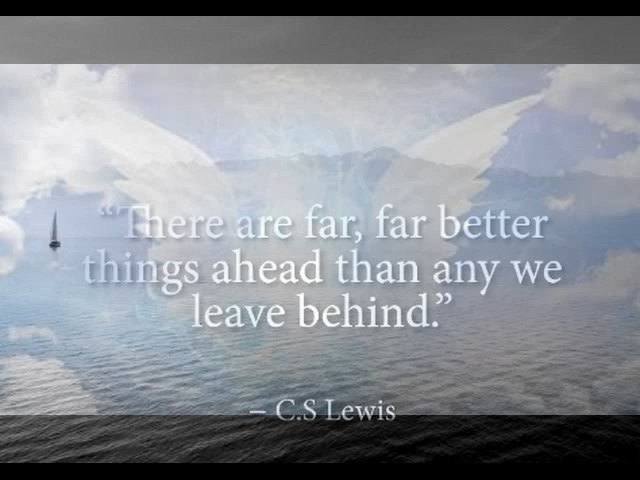 “There are far, far better
things ahead than any we
leave behind.”
– C.S Lewis